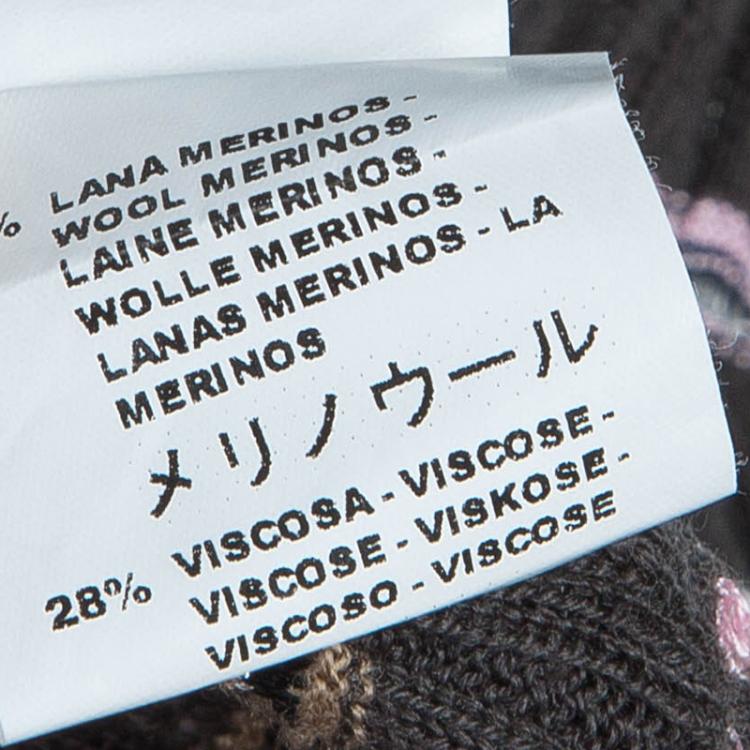 % LANA MERINOS -
WOOL MERINOS -
LAINE MERINOS -
WOLLE MERINOS -
LANAS MERINOS - LA
MERINOS
メリノウール
28% VISCOSA - VISCOSE -
VISCOSE - VISKOSE -
VISCOSO - VISCOSE